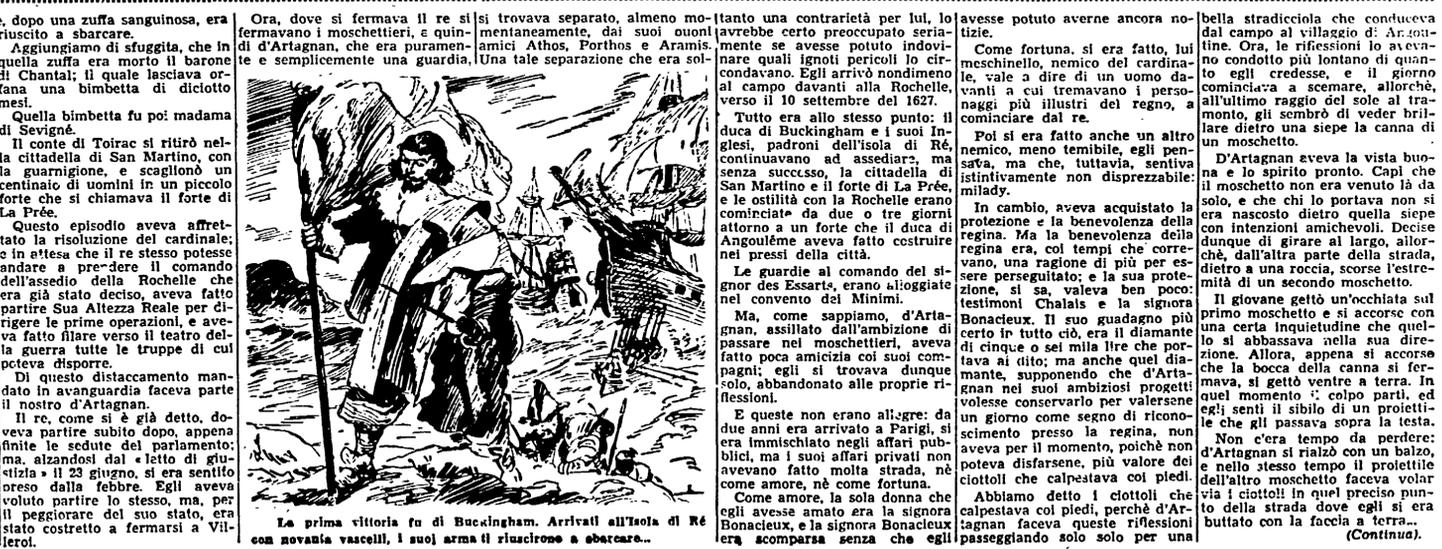 , dopo una zuffa sanguinosa, era
riuscito a sbarcare.
Aggiungiamo di sfuggita, che in
quella zuffa era morto il barone
di Chantal; il quale lasciava or-
fana una bimbetta di diciotto
mesi.
Quella bimbetta fu poi madama
di Sevigné.
Il conte di Toirac si ritirò nel-
la cittadella di San Martino, con
la guarnigione, e scaglionò un
centinaio di uomini in un piccolo
forte che si chiamava il forte di
La Prée.
Questo episodio aveva affret-
tato la risoluzione del cardinale;
e in attesa che il re stesso potesse
andare a prendere il comando
dell'assedio della Rochelle che
era già stato deciso, aveva fatto
partire Sua Altezza Reale per di-
rigere le prime operazioni, e ave-
va fatto filare verso il teatro del-
la guerra tutte le truppe di cui
poteva disporre.
Di questo distaccamento man-
dato in avanguardia faceva parte
il nostro d'Artagnan.
Il re, come si è già detto, do-
veva partire subito dopo, appena
finite le sedute del parlamento;
ma, alzandosi dal « letto di giu-
stizia » il 23 giugno, si era sentito
preso dalla febbre. Egli aveva
voluto partire lo stesso, ma, per
il peggiorare del suo stato, era
stato costretto a fermarsi a Vil-
leroi.
Ora, dove si fermava il re si
fermavano i moschettieri, e quin-
di d'Artagnan, che era puramen-
te e semplicemente una guardia,
si trovava separato, almeno mo-
mentaneamente, dai suoi buoni
amici Athos, Porthos e Aramis.
Una tale separazione che era sol-
La prima vittoria fu di Buckingham. Arrivati all'Isola di Ré
con novanta vascelli, i suoi armati riuscirono a sbarcare...
tanto una contrarietà per lui, lo
avrebbe certo preoccupato seria-
mente se avesse potuto indovi-
nare quali ignoti pericoli lo cir-
condavano. Egli arrivò nondimeno
al campo davanti alla Rochelle,
verso il 10 settembre del 1627.
Tutto era allo stesso punto: il
duca di Buckingham e i suoi In-
glesi, padroni dell'isola di Ré,
continuavano ad assediare, ma
senza successo, la cittadella di
San Martino e il forte di La Prée,
e le ostilità con la Rochelle erano
cominciate da due o tre giorni
attorno a un forte che il duca di
Angoulême aveva fatto costruire
nei pressi della città.
Le guardie al comando del si-
gnor des Essarts, erano alloggiate
nel convento dei Minimi.
Ma, come sappiamo, d'Arta-
gnan, assillato dall'ambizione di
passare nei moschettieri, aveva
fatto poca amicizia coi suoi com-
pagni; egli si trovava dunque
solo, abbandonato alle proprie ri-
flessioni.
E queste non erano allegre: da
due anni era arrivato a Parigi, si
era immischiato negli affari pub-
blici, ma i suoi affari privati non
avevano fatto molta strada, nè
come amore, nè come fortuna.
Come amore, la sola donna che
egli avesse amato era la signora
Bonacieux, e la signora Bonacieux
era scomparsa senza che egli
avesse potuto averne ancora no-
tizie.
Come fortuna, si era fatto, lui
meschinello, nemico del cardina-
le, vale a dire di un uomo da-
vanti a cui tremavano i perso-
naggi più illustri del regno, a
cominciare dal re.
Poi si era fatto anche un altro
nemico, meno temibile, egli pen-
sava, ma che, tuttavia, sentiva
istintivamente non disprezzabile:
milady.
In cambio, aveva acquistato la
protezione e la benevolenza della
regina. Ma la benevolenza della
regina era, coi tempi che corre-
vano, una ragione di più per es-
sere perseguitato; e la sua prote-
zione, si sa, valeva ben poco:
testimoni Chalais e la signora
Bonacieux. Il suo guadagno più
certo in tutto ciò, era il diamante
di cinque o sei mila lire che por-
tava al dito; ma anche quel dia-
mante, supponendo che d'Arta-
gnan nei suoi ambiziosi progetti
volesse conservarlo per valersene
un giorno come segno di ricono-
scimento presso la regina, non
aveva per il momento, poichè non
poteva disfarsene, più valore dei
ciottoli che calpestava coi piedi.
Abbiamo detto i ciottoli che
calpestava coi piedi, perchè d'Ar-
tagnan faceva queste riflessioni
passeggiando solo solo per una
bella stradicciola che conduceva
dal campo al villaggio di Angou-
tine. Ora, le riflessioni lo aveva-
no condotto più lontano di quan-
to egli credesse, e il giorno
cominciava a scemare, allorchè,
all'ultimo raggio del sole al tra-
monto, gli sembrò di veder bril-
lare dietro una siepe la canna di
un moschetto.
D'Artagnan aveva la vista buo-
na e lo spirito pronto. Capì che
il moschetto non era venuto là da
solo, e che chi lo portava non si
era nascosto dietro quella siepe
con intenzioni amichevoli. Decise
dunque di girare al largo, allor-
chè, dall'altra parte della strada,
dietro a una roccia, scorse l'estre-
mità di un secondo moschetto.
Il giovane gettò un'occhiata sul
primo moschetto e si accorse con
una certa inquietudine che quel-
lo si abbassava nella sua dire-
zione. Allora, appena si accorse
che la bocca della canna si fer-
mava, si gettò ventre a terra. In
quel momento il colpo partì, ed
egli sentì il sibilo di un proietti-
le che gli passava sopra la testa.
Non c'era tempo da perdere:
d'Artagnan si rialzò con un balzo,
e nello stesso tempo il proiettile
dell'altro moschetto faceva volar
via i ciottoli in quel preciso pun-
to della strada dove egli si era
buttato con la faccia a terra...
(Continua).